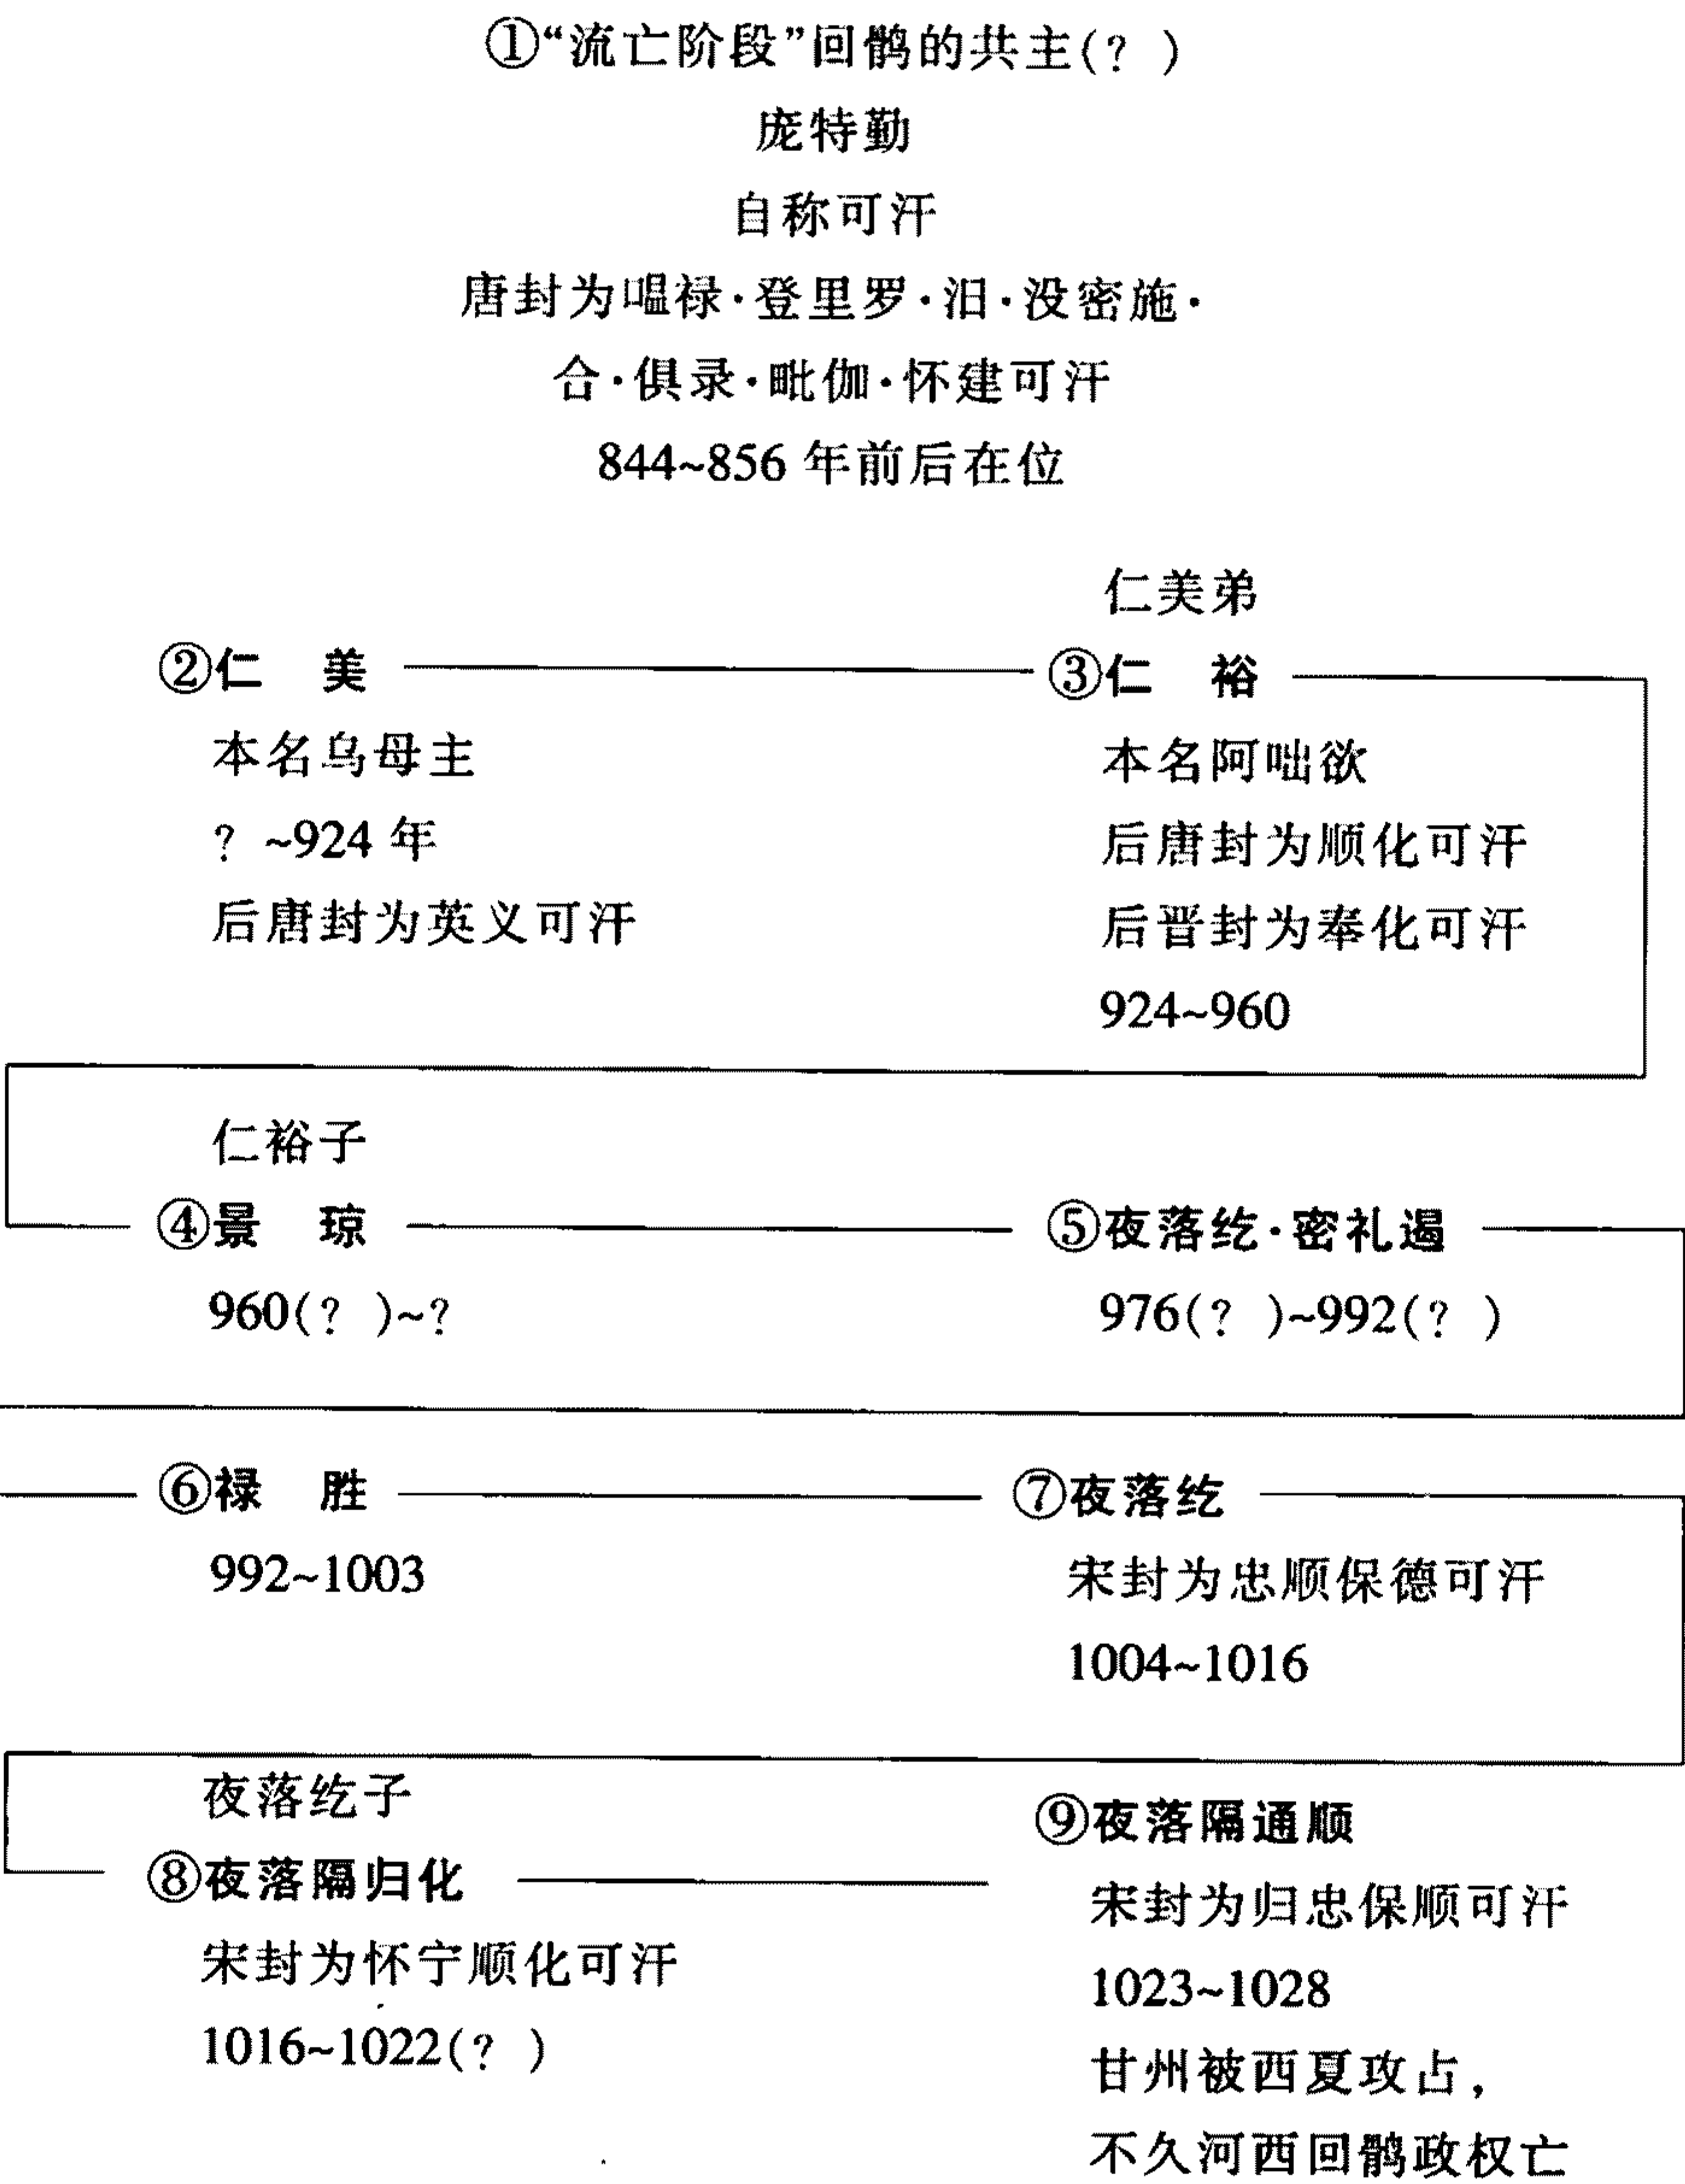 ①“流亡阶段”回鹘的共主(? )
庞特勤
自称可汗
唐封为嗢禄·登里罗·汨·没密施·
合·俱录·毗伽·怀建可汗
844~856 年前后在位
仁美弟
②仁 美
③仁 裕
本名乌母主
? ~924 年
后唐封为英义可汗
本名阿咄欲
后唐封为顺化可汗
后晋封为奉化可汗
924~960
仁裕子
④景 琼
960(? )~?
⑤夜落纥·密礼遏
976(? )~992(? )
⑥禄 胜
992~1003
⑦夜落纥
宋封为忠顺保德可汗
1004~1016
夜落纥子
⑧夜落隔归化
宋封为怀宁顺化可汗
1016~1022(? )
⑨夜落隔通顺
宋封为归忠保顺可汗
1023~1028
甘州被西夏攻占,
不久河西回鹘政权亡